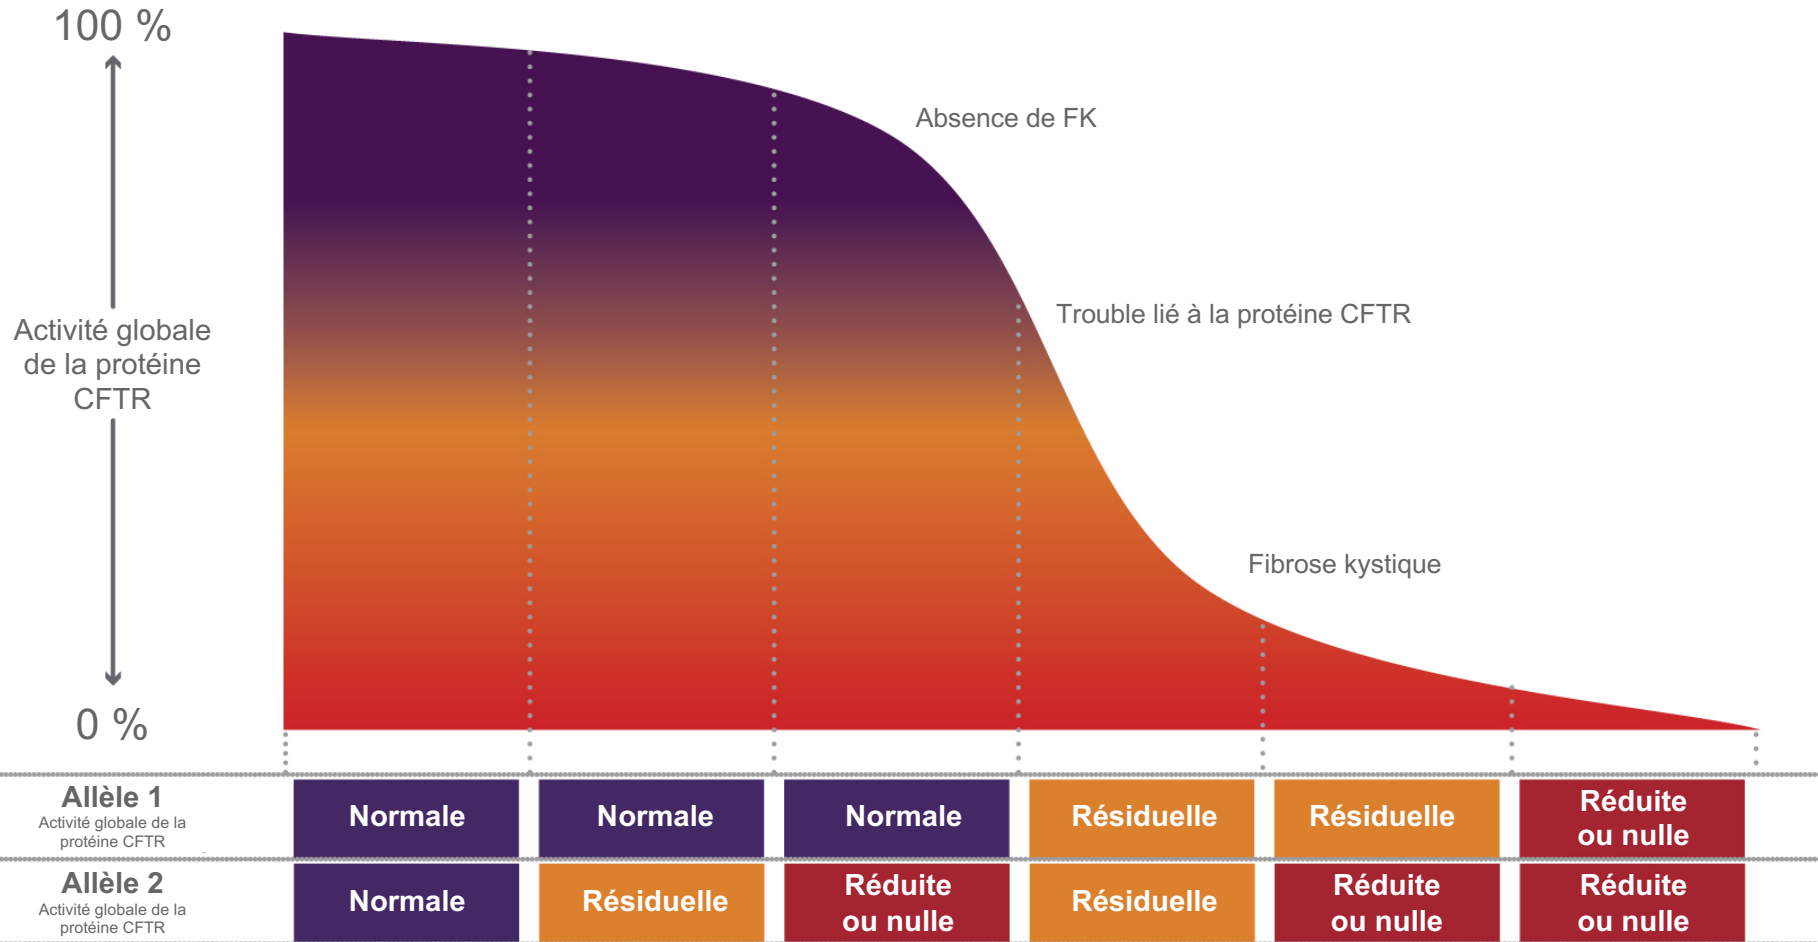 100 %
Absence de FK
Trouble lié à la protéine CFTR
Activité globale
de la protéine
CFTR
Fibrose kystique
0 %
Allèle 1
Activité globale de la
protéine CFTR
Normale
Normale
Normale
Résiduelle
Résiduelle
Réduite
ou nulle
Allèle 2
Activité globale de la
protéine CFTR
Normale
Résiduelle
Réduite
ou nulle
Résiduelle
Réduite
ou nulle
Réduite
ou nulle